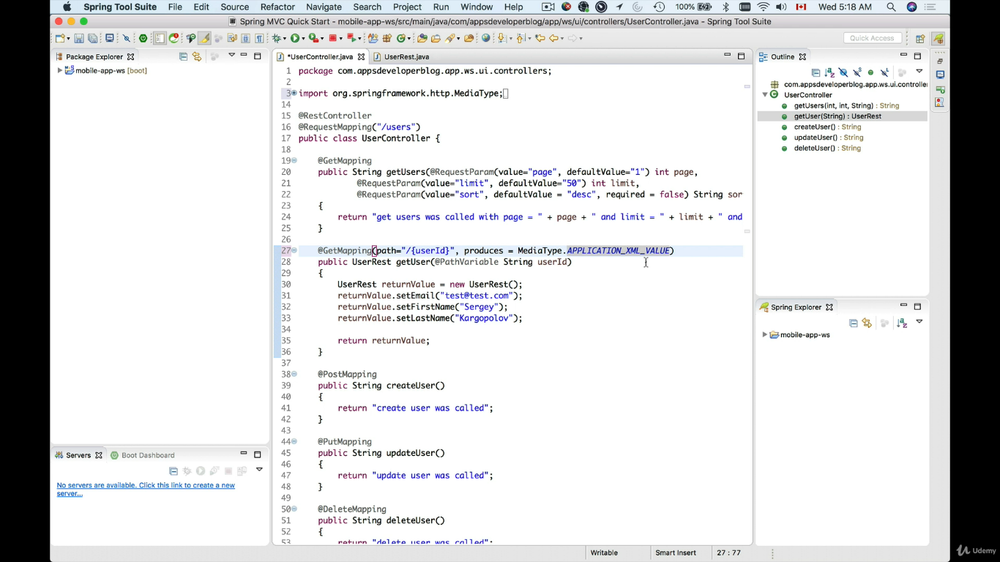 Spring Tool Suite File Edit Source Refactor Navigate Search Project Run Window Help 100% Wed 5:18 AM
Spring MVC Quick Start - mobile-app-ws/src/main/java/com/appsdeveloperblog/app/ws/ui/controllers/UserController.java - Spring Tool Suite
Quick Access
Package Explorer
mobile-app-ws [boot]
*UserController.java UserRest.java
1 package com.appsdeveloperblog.app.ws.ui.controllers;
2
3 import org.springframework.http.MediaType;
14
15 @RestController
16 @RequestMapping("/users")
17 public class UserController {
18
19 @GetMapping
20 public String getUsers(@RequestParam(value="page", defaultValue="1") int page,
21 @RequestParam(value="limit", defaultValue="50") int limit,
22 @RequestParam(value="sort", defaultValue = "desc", required = false) String sor
23 {
24 return "get users was called with page = " + page + " and limit = " + limit + " and
25 }
26
27 @GetMapping(path="/{userId}", produces = MediaType.APPLICATION_XML_VALUE)
28 public UserRest getUser(@PathVariable String userId)
29 {
30 UserRest returnValue = new UserRest();
31 returnValue.setEmail("test@test.com");
32 returnValue.setFirstName("Sergey");
33 returnValue.setLastName("Kargopolov");
34
35 return returnValue;
36 }
37
38 @PostMapping
39 public String createUser()
40 {
41 return "create user was called";
42 }
43
44 @PutMapping
45 public String updateUser()
46 {
47 return "update user was called";
48 }
49
50 @DeleteMapping
51 public String deleteUser()
52 {
53 return "delete user was called";
Outline
com.appsdeveloperblog.app.ws.ui.controller
UserController
getUsers(int, int, String) : String
getUser(String) : UserRest
createUser() : String
updateUser() : String
deleteUser() : String
Spring Explorer
mobile-app-ws
Servers Boot Dashboard
No servers are available. Click this link to create a new
server...
Writable Smart Insert 27 : 77
Udemy